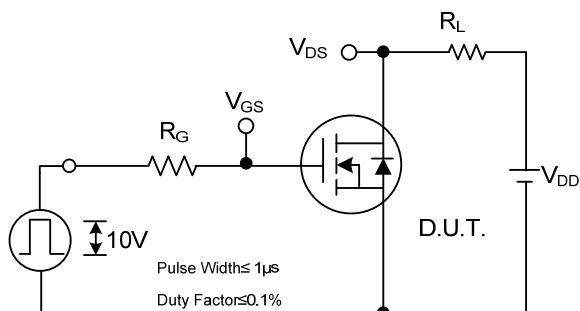 R_L
V_DS
V_GS
R_G
V_DD
D.U.T.
10V
Pulse Width≤ 1µs
Duty Factor≤0.1%